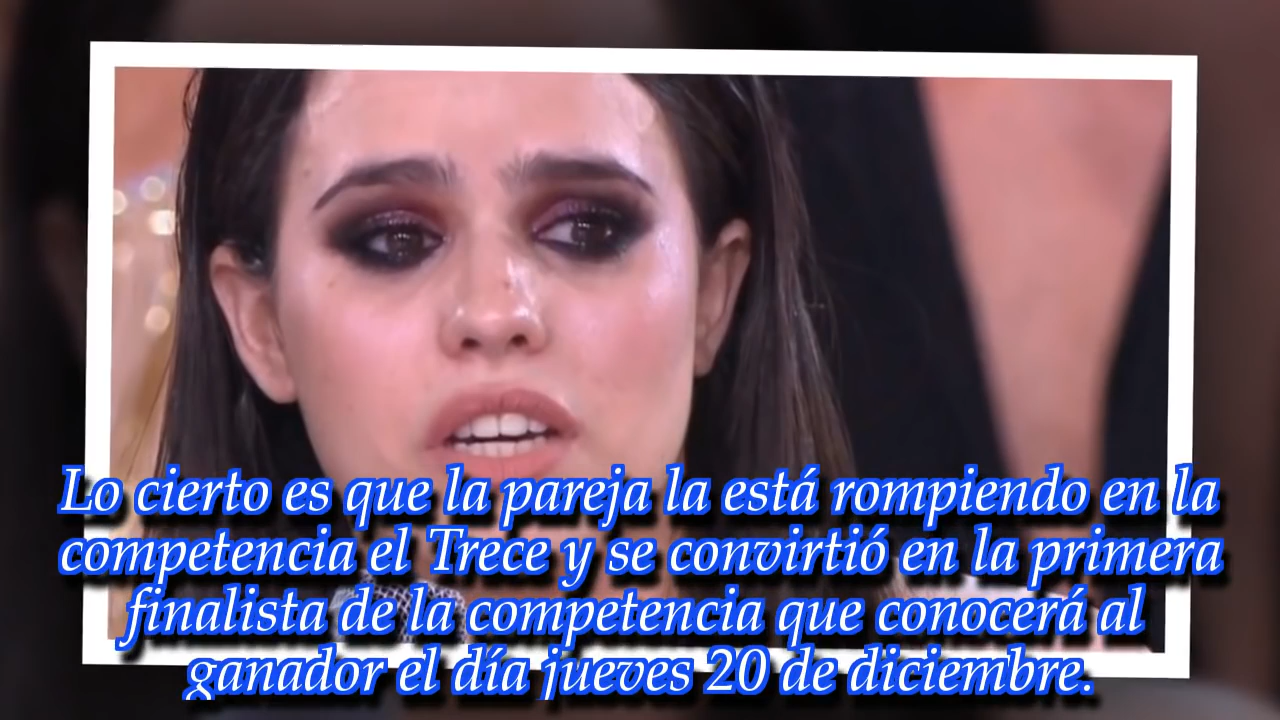 Lo cierto es que la pareja la está rompiendo en la
competencia el Trece y se convirtió en la primera
finalista de la competencia que conocerá al
ganador el día jueves 20 de diciembre.